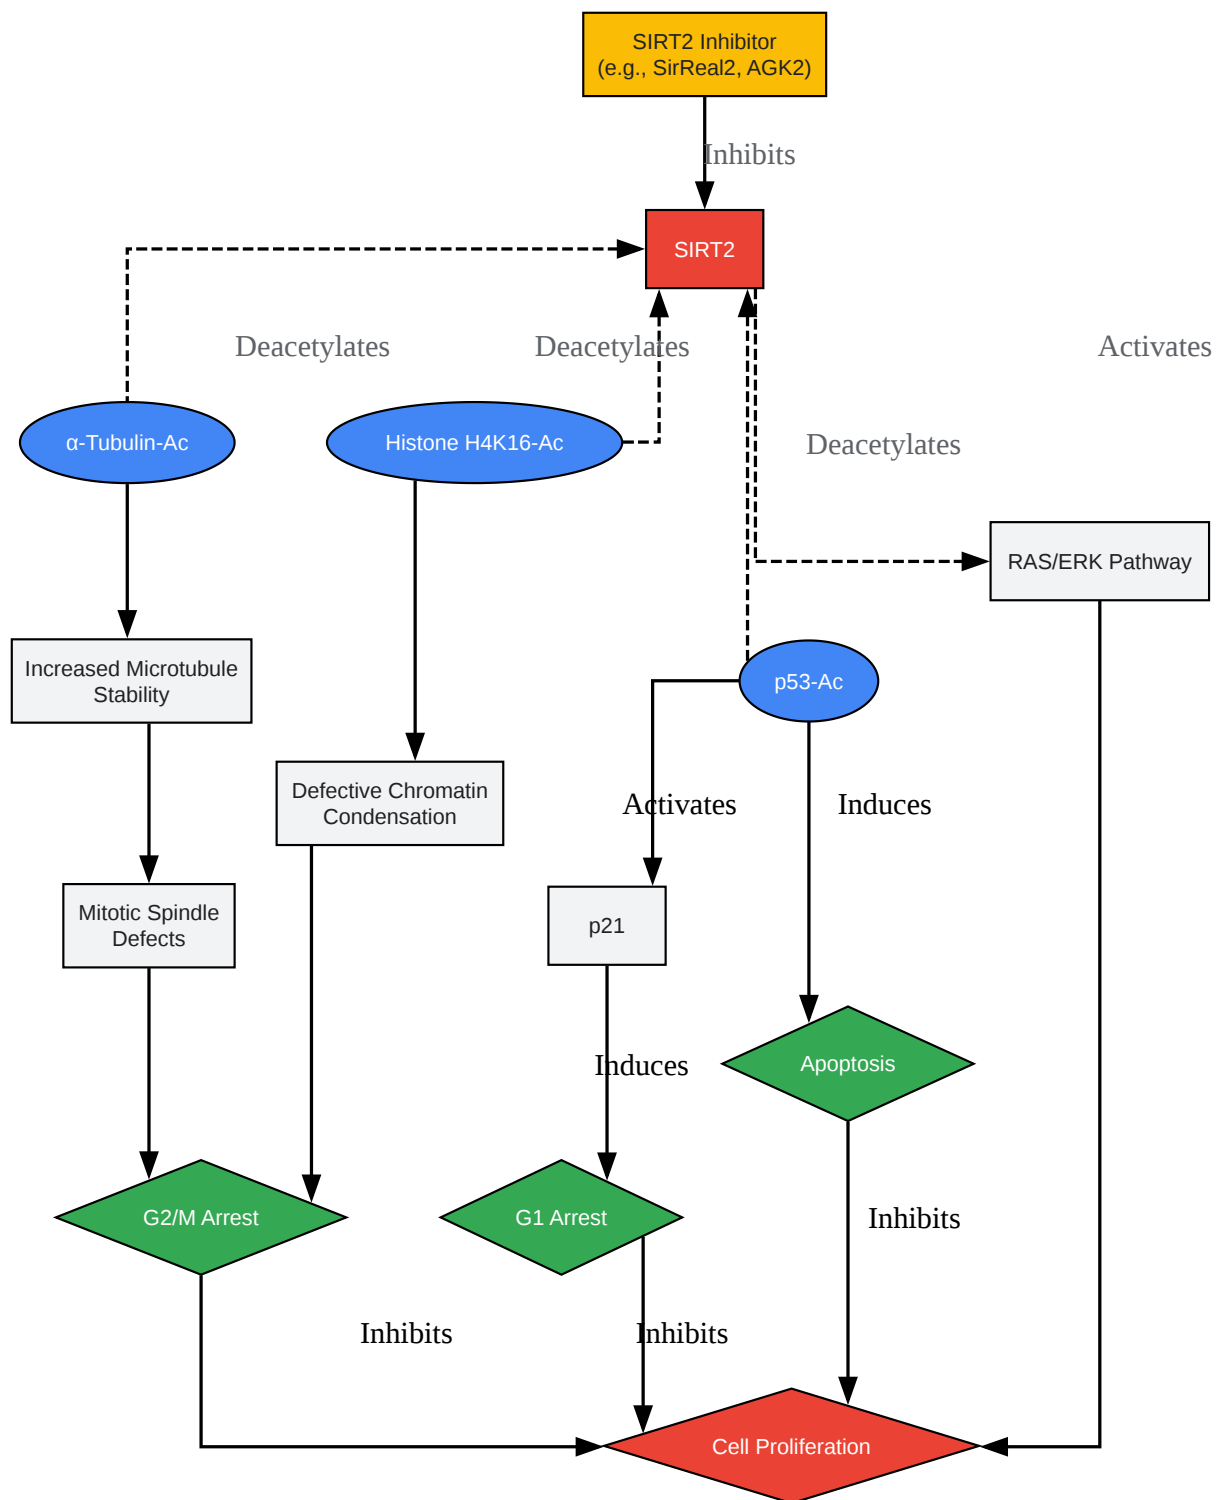 SIRT2 Inhibitor
(e.g., SirReal2, AGK2)
Inhibits
SIRT2
Deacetylates
Deacetylates
Activates
α-Tubulin-Ac
Histone H4K16-Ac
Deacetylates
RAS/ERK Pathway
Increased Microtubule
Stability
p53-Ac
Defective Chromatin
Condensation
Activates
Induces
Mitotic Spindle
Defects
p21
Induces
Apoptosis
G2/M Arrest
G1 Arrest
Inhibits
Inhibits
Inhibits
Cell Proliferation